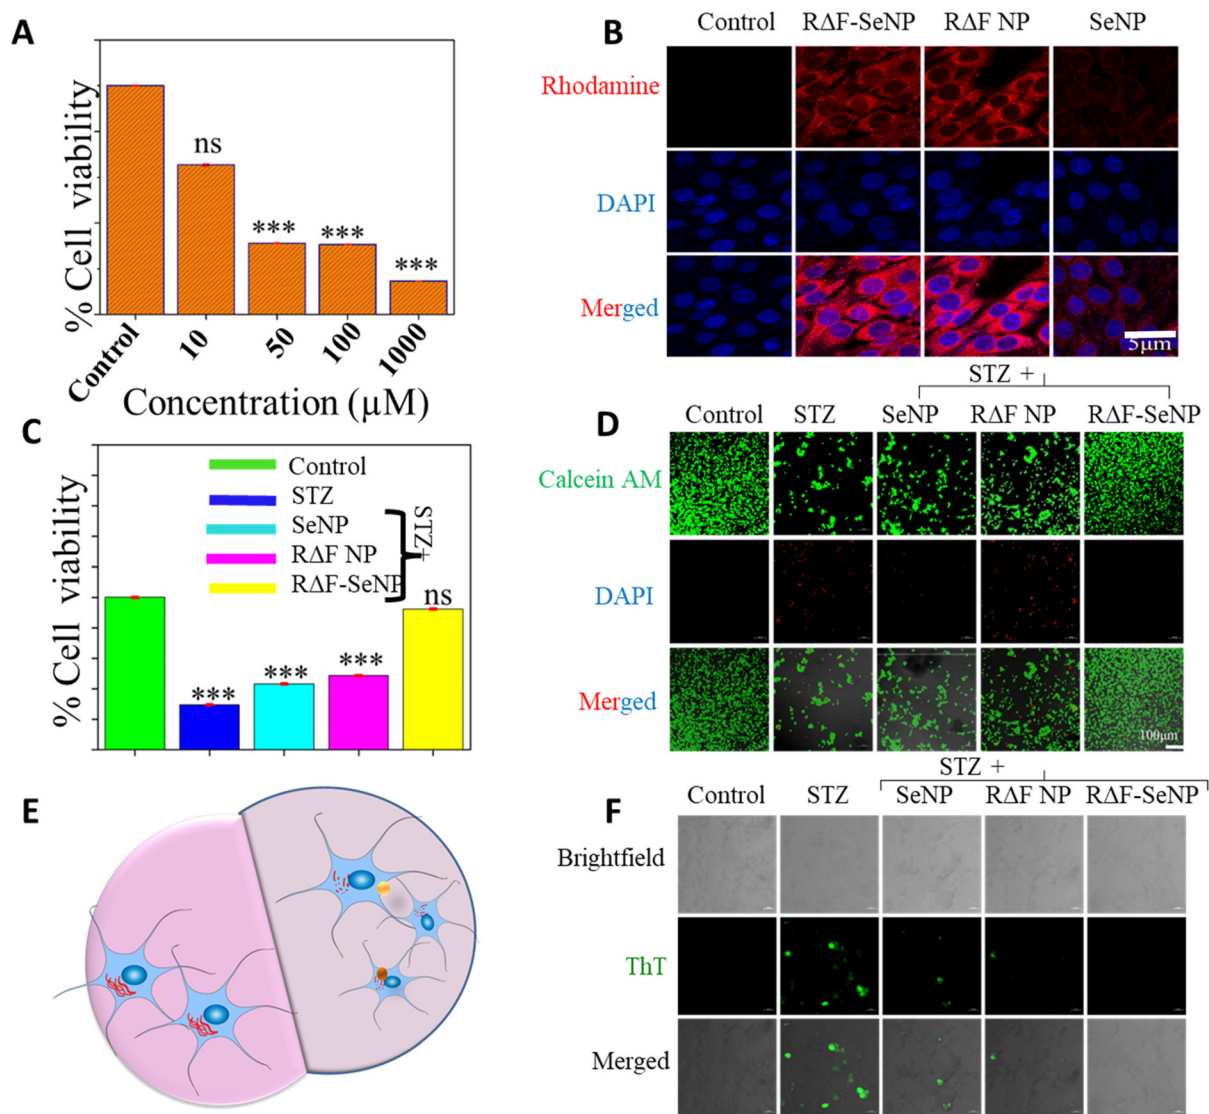 A
% Cell viability
ns
***
***
***
Control
10
50
100
1000
Concentration (µM)
B
Control RΔF-SeNP RΔF NP SeNP
Rhodamine
DAPI
Merged
5µm
C
% Cell viability
Control
STZ
SeNP
RΔF NP
RΔF-SeNP
STZ+
***
***
***
ns
D
STZ +
Control STZ SeNP RΔF NP RΔF-SeNP
Calcein AM
DAPI
Merged
100µm
E
F
STZ +
Control STZ SeNP RΔF NP RΔF-SeNP
Brightfield
ThT
Merged